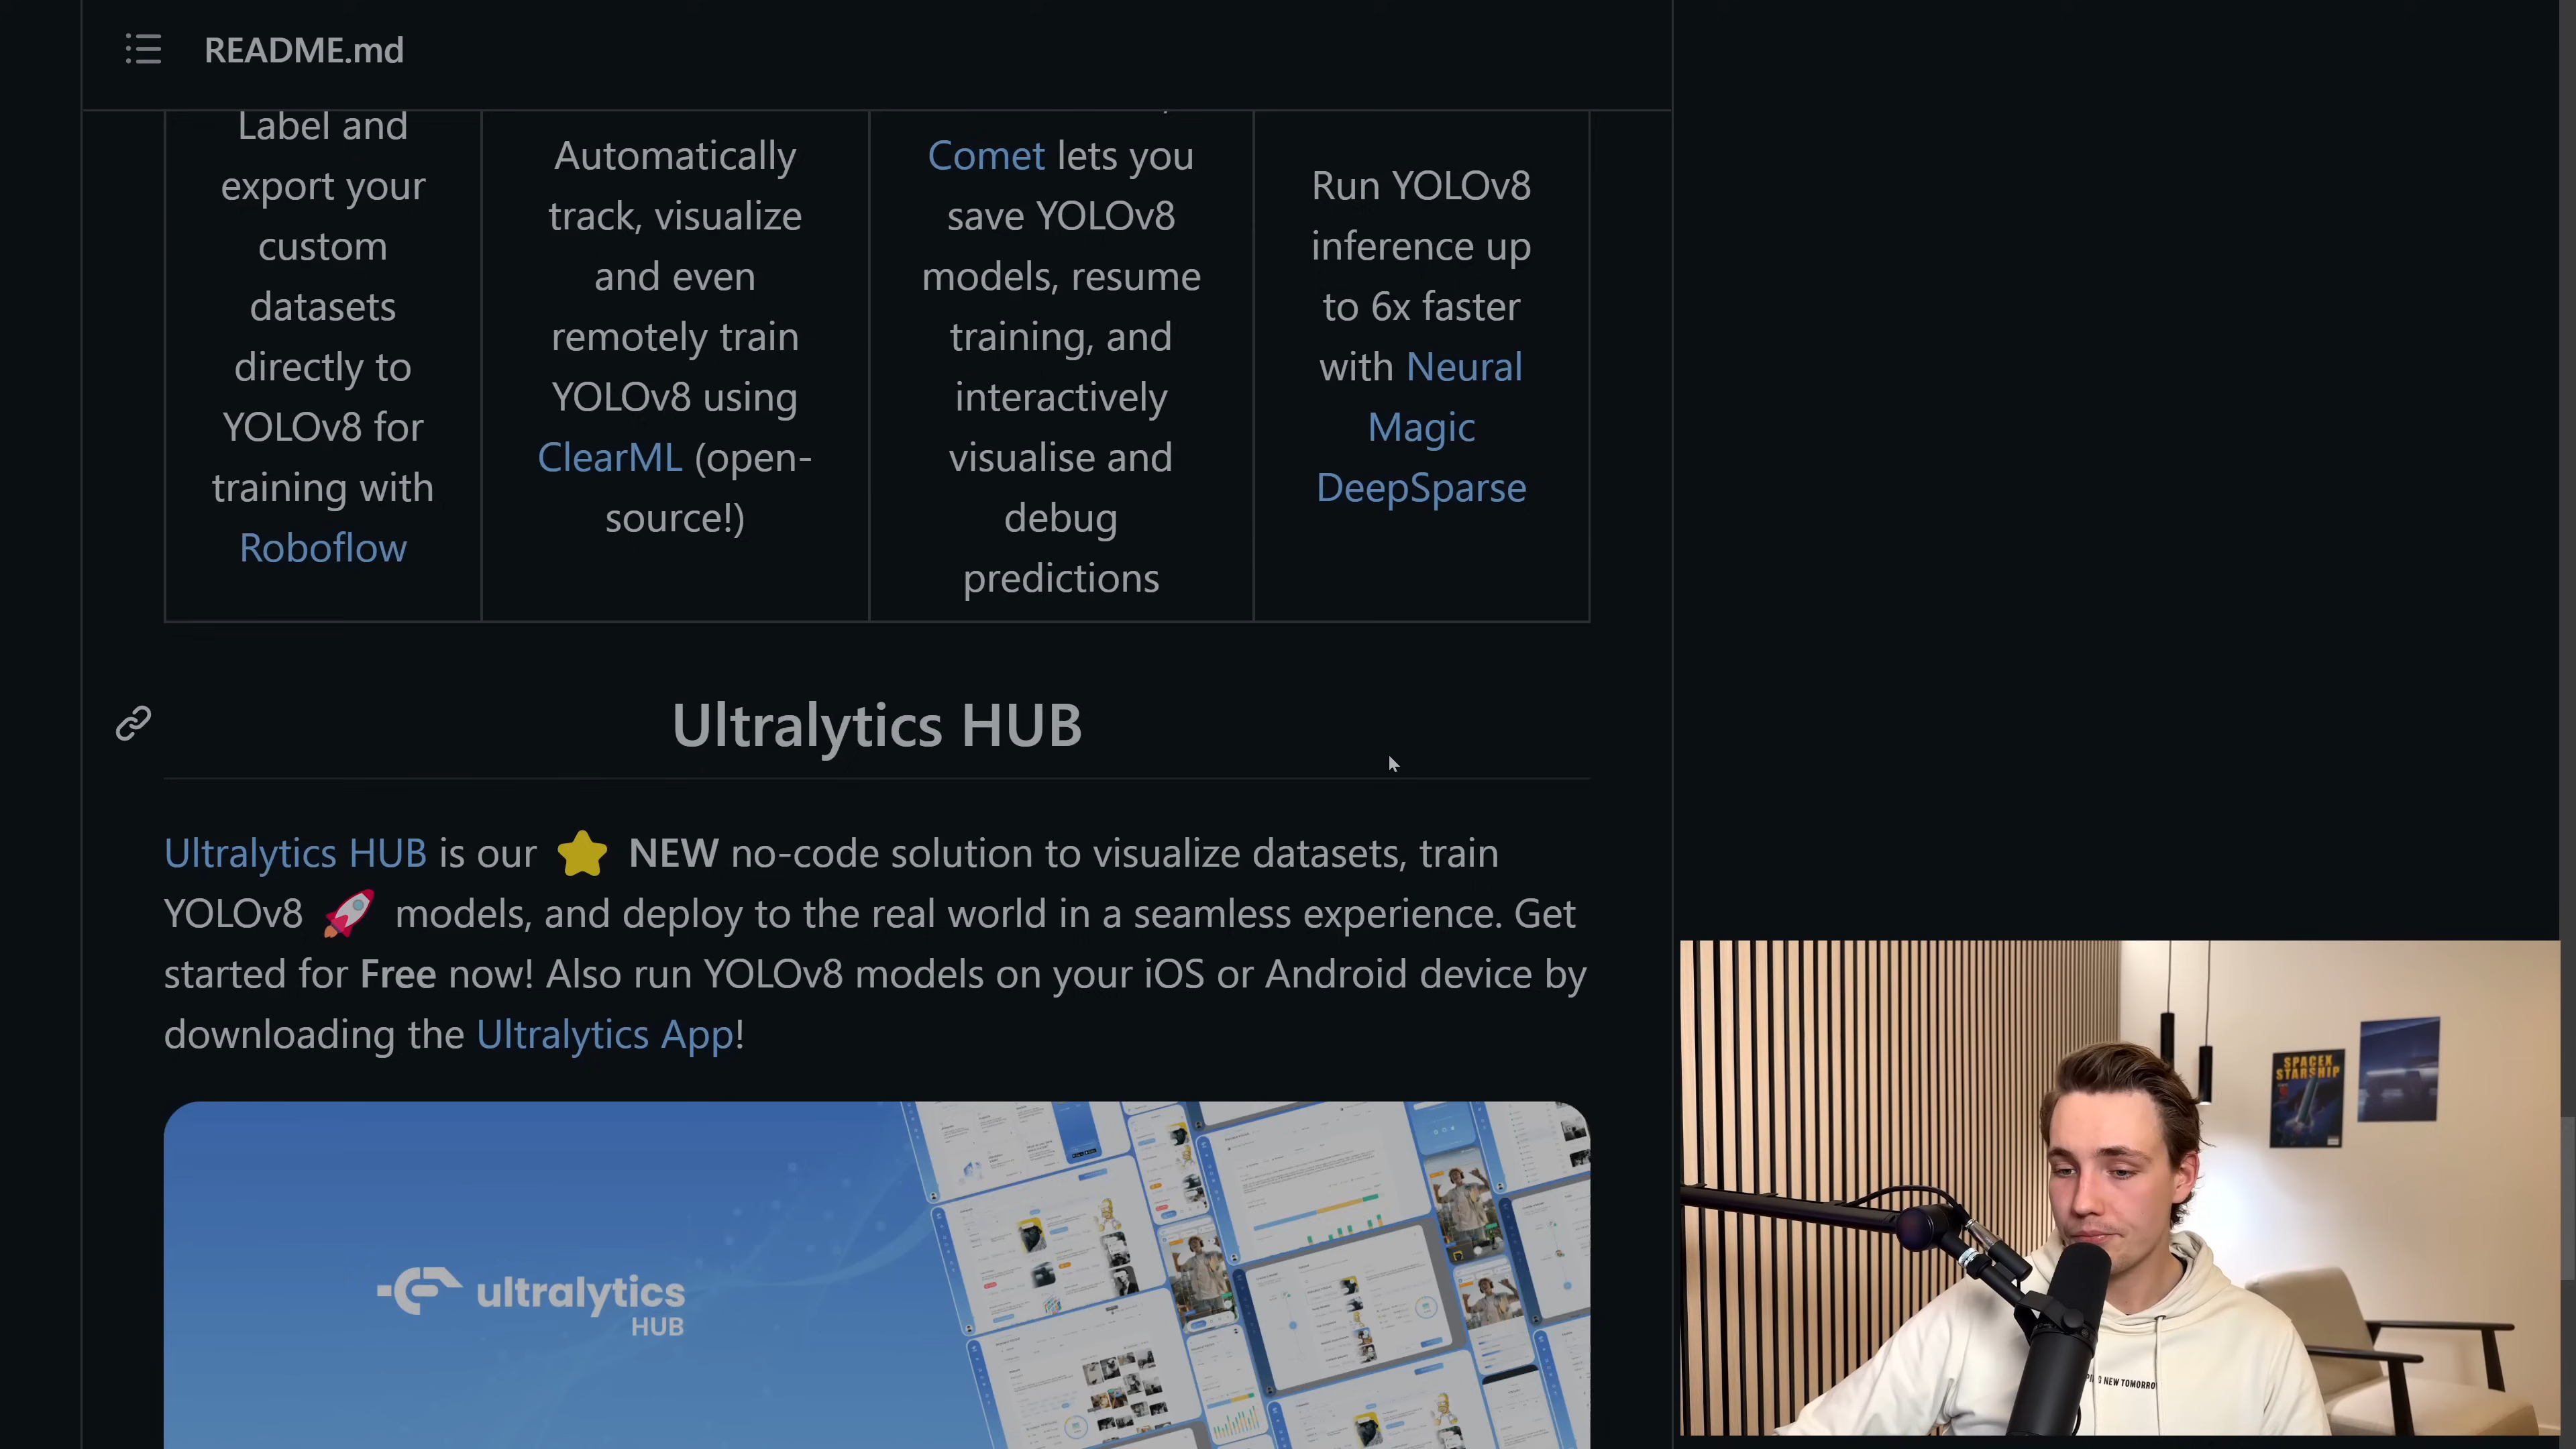 README.md
Label and
export your
custom
datasets
directly to
YOLOv8 for
training with
Roboflow
Automatically
track, visualize
and even
remotely train
YOLOv8 using
ClearML (open-
source!)
Comet lets you
save YOLOv8
models, resume
training, and
interactively
visualise and
debug
predictions
Run YOLOv8
inference up
to 6x faster
with Neural
Magic
DeepSparse
Ultralytics HUB
Ultralytics HUB is our ⭐ NEW no-code solution to visualize datasets, train
YOLOv8 🚀 models, and deploy to the real world in a seamless experience. Get
started for Free now! Also run YOLOv8 models on your iOS or Android device by
downloading the Ultralytics App!
ultralytics
HUB
SPACEX
STARSHIP
NEW TOMORROW